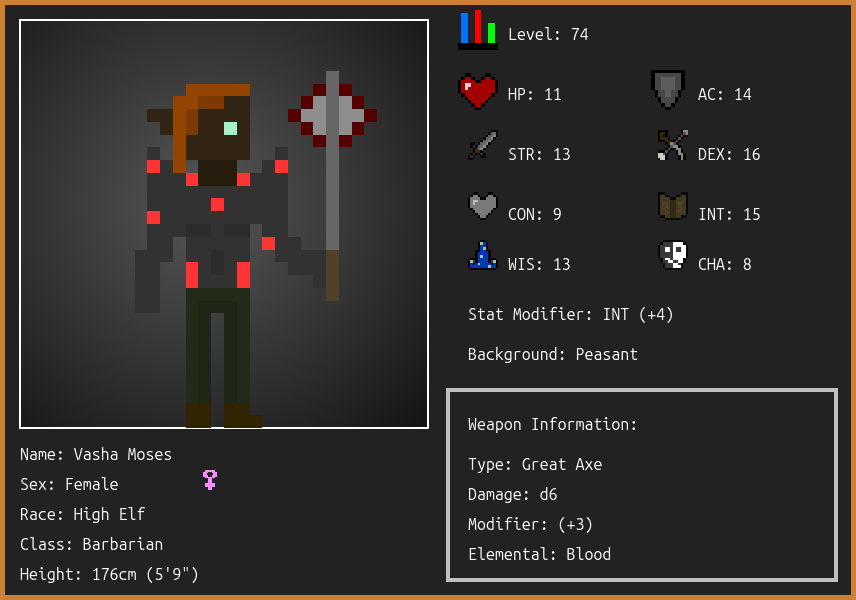 Level: 74
HP: 11
AC: 14
STR: 13
DEX: 16
CON: 9
INT: 15
WIS: 13
CHA: 8
Stat Modifier: INT (+4)
Background: Peasant
Weapon Information:
Type: Great Axe
Damage: d6
Modifier: (+3)
Elemental: Blood
Name: Vasha Moses
Sex: Female
Race: High Elf
Class: Barbarian
Height: 176cm (5'9")